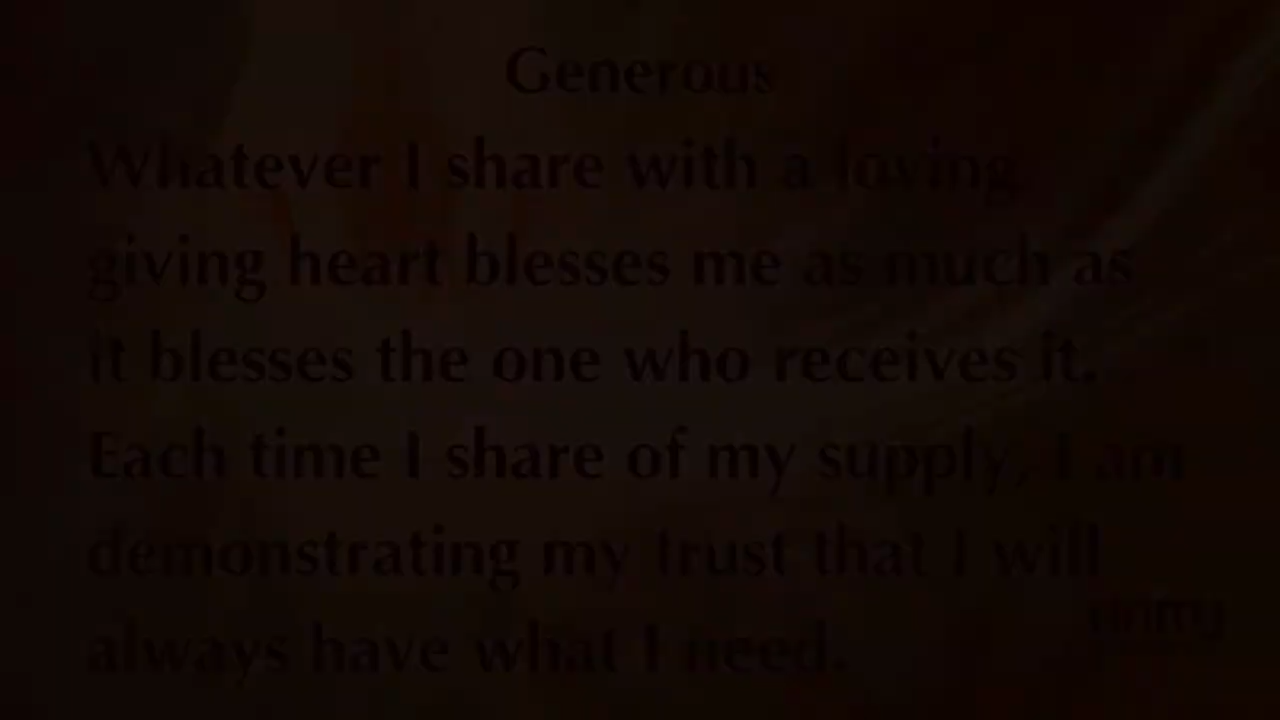 Generous
Whatever I share with a loving
giving heart blesses me as much as
it blesses the one who receives it.
Each time I share of my supply, I am
demonstrating my trust that I will
always have what I need.